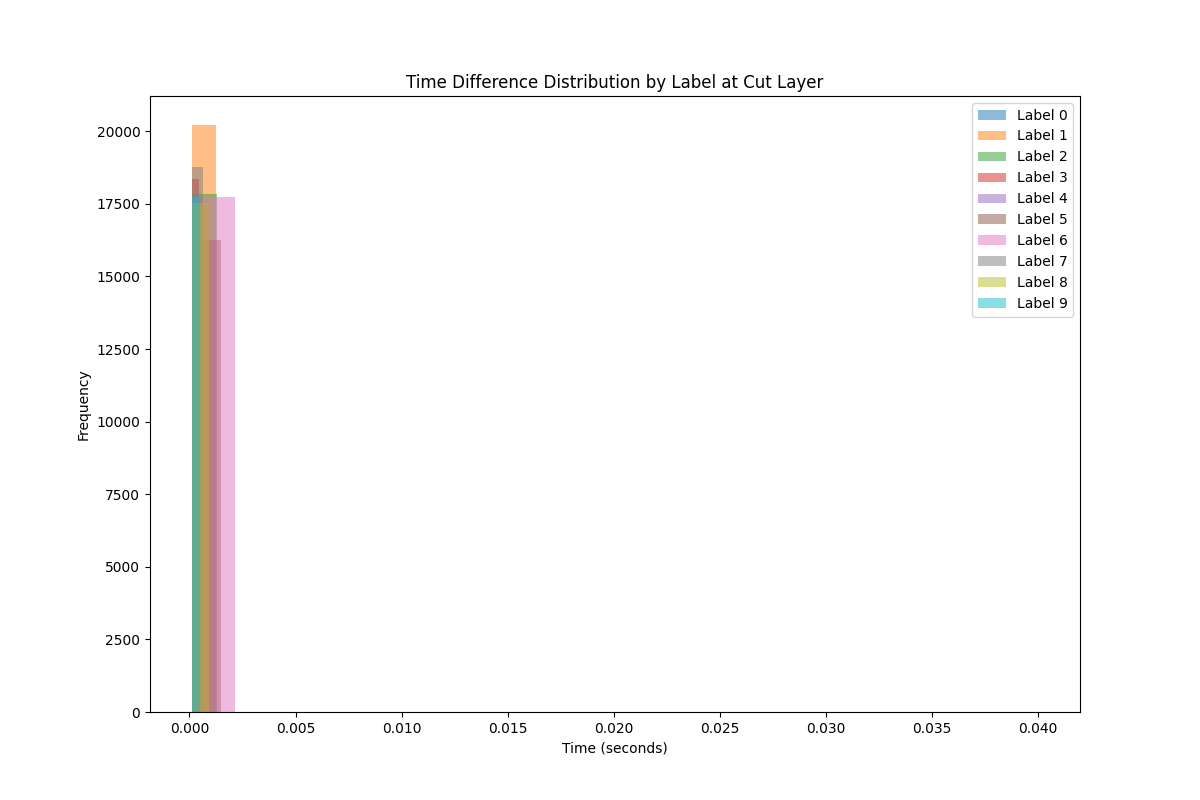 Time Difference Distribution by Label at Cut Layer
Label 0
Label 1
Label 2
Label 3
Label 4
Label 5
Label 6
Label 7
Label 8
Label 9
20000
17500
15000
12500
10000
7500
5000
2500
0
Frequency
0.000 0.005 0.010 0.015 0.020 0.025 0.030 0.035 0.040
Time (seconds)